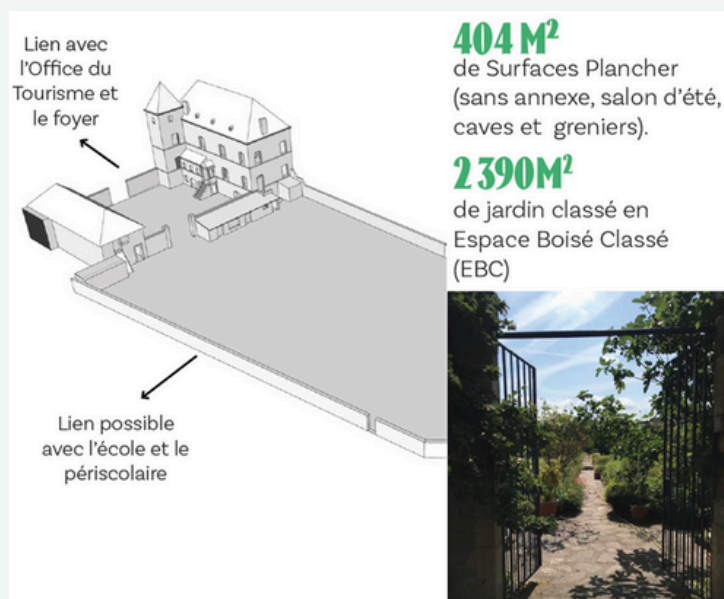 Lien avec
l'Office du
Tourisme et
le foyer
404 M²
de Surfaces Plancher
(sans annexe, salon d'été,
caves et greniers).
2 390M²
de jardin classé en
Espace Boisé Classé
(EBC)
Lien possible
avec l'école et le
périscolaire